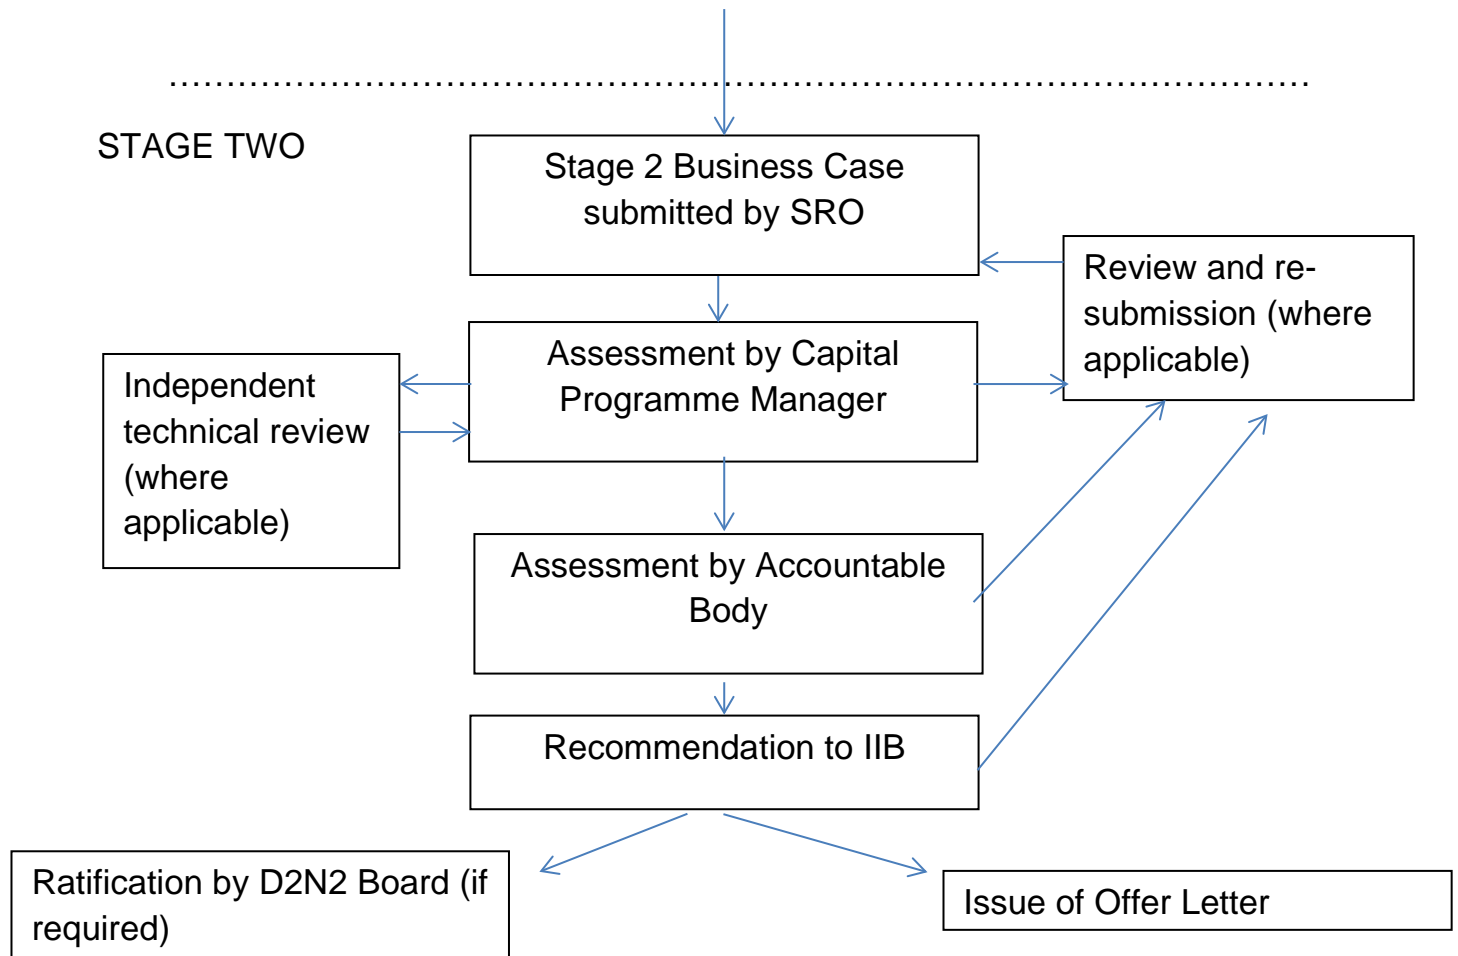 STAGE TWO
Stage 2 Business Case
submitted by SRO
Review and re-
submission (where
applicable)
Assessment by Capital
Programme Manager
Independent
technical review
(where
applicable)
Assessment by Accountable
Body
Recommendation to IIB
Ratification by D2N2 Board (if
required)
Issue of Offer Letter